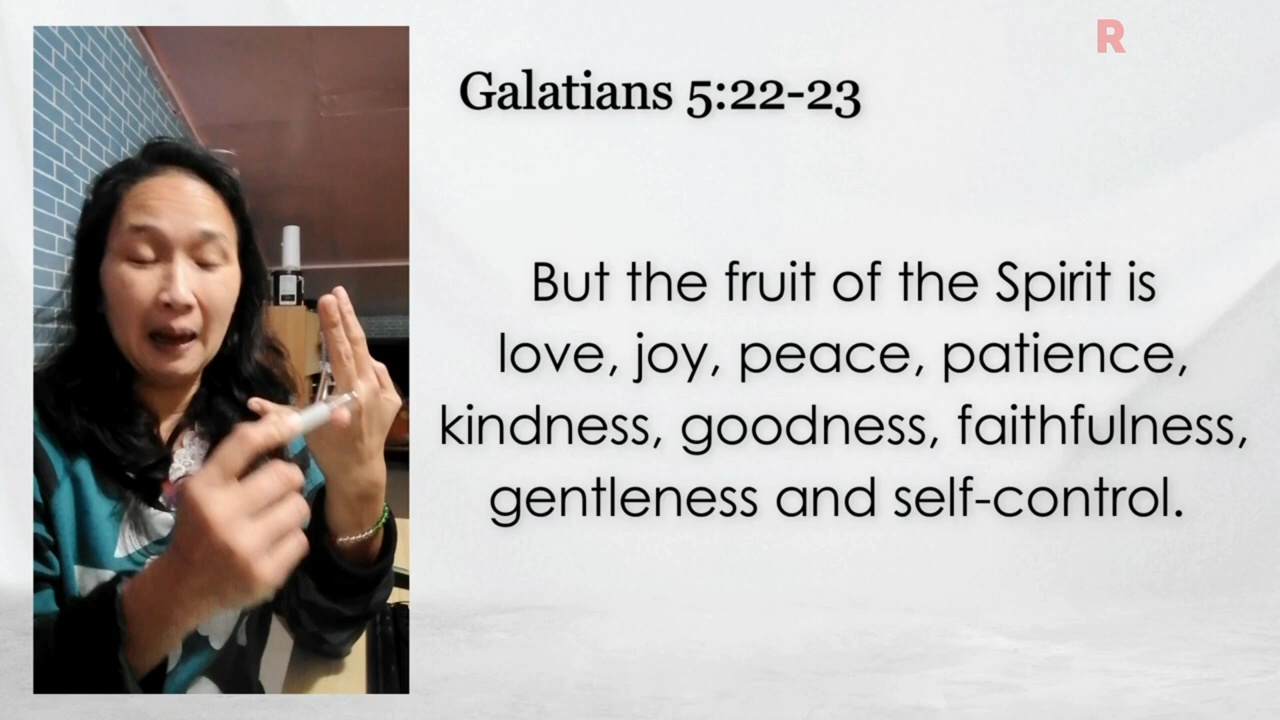 R
Galatians 5:22-23
But the fruit of the Spirit is
love, joy, peace, patience,
kindness, goodness, faithfulness,
gentleness and self-control.